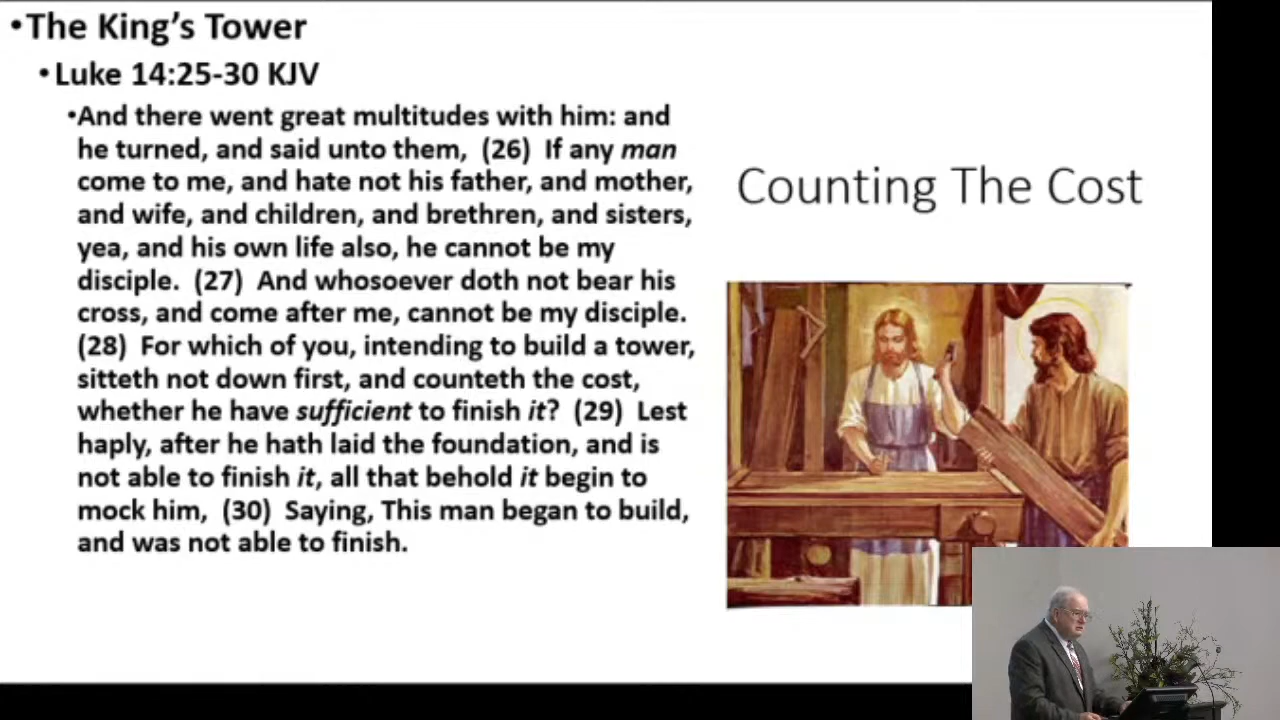 •The King's Tower
•Luke 14:25-30 KJV
•And there went great multitudes with him: and
he turned, and said unto them, (26) If any man
come to me, and hate not his father, and mother,
and wife, and children, and brethren, and sisters,
yea, and his own life also, he cannot be my
disciple. (27) And whosoever doth not bear his
cross, and come after me, cannot be my disciple.
(28) For which of you, intending to build a tower,
sitteth not down first, and counteth the cost,
whether he have sufficient to finish it? (29) Lest
haply, after he hath laid the foundation, and is
not able to finish it, all that behold it begin to
mock him, (30) Saying, This man began to build,
and was not able to finish.
Counting The Cost